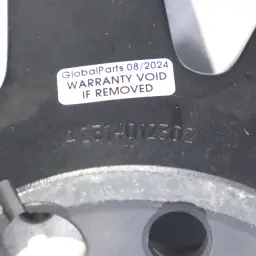 GlobalParts 08/2024
WARRANTY VOID
IF REMOVED